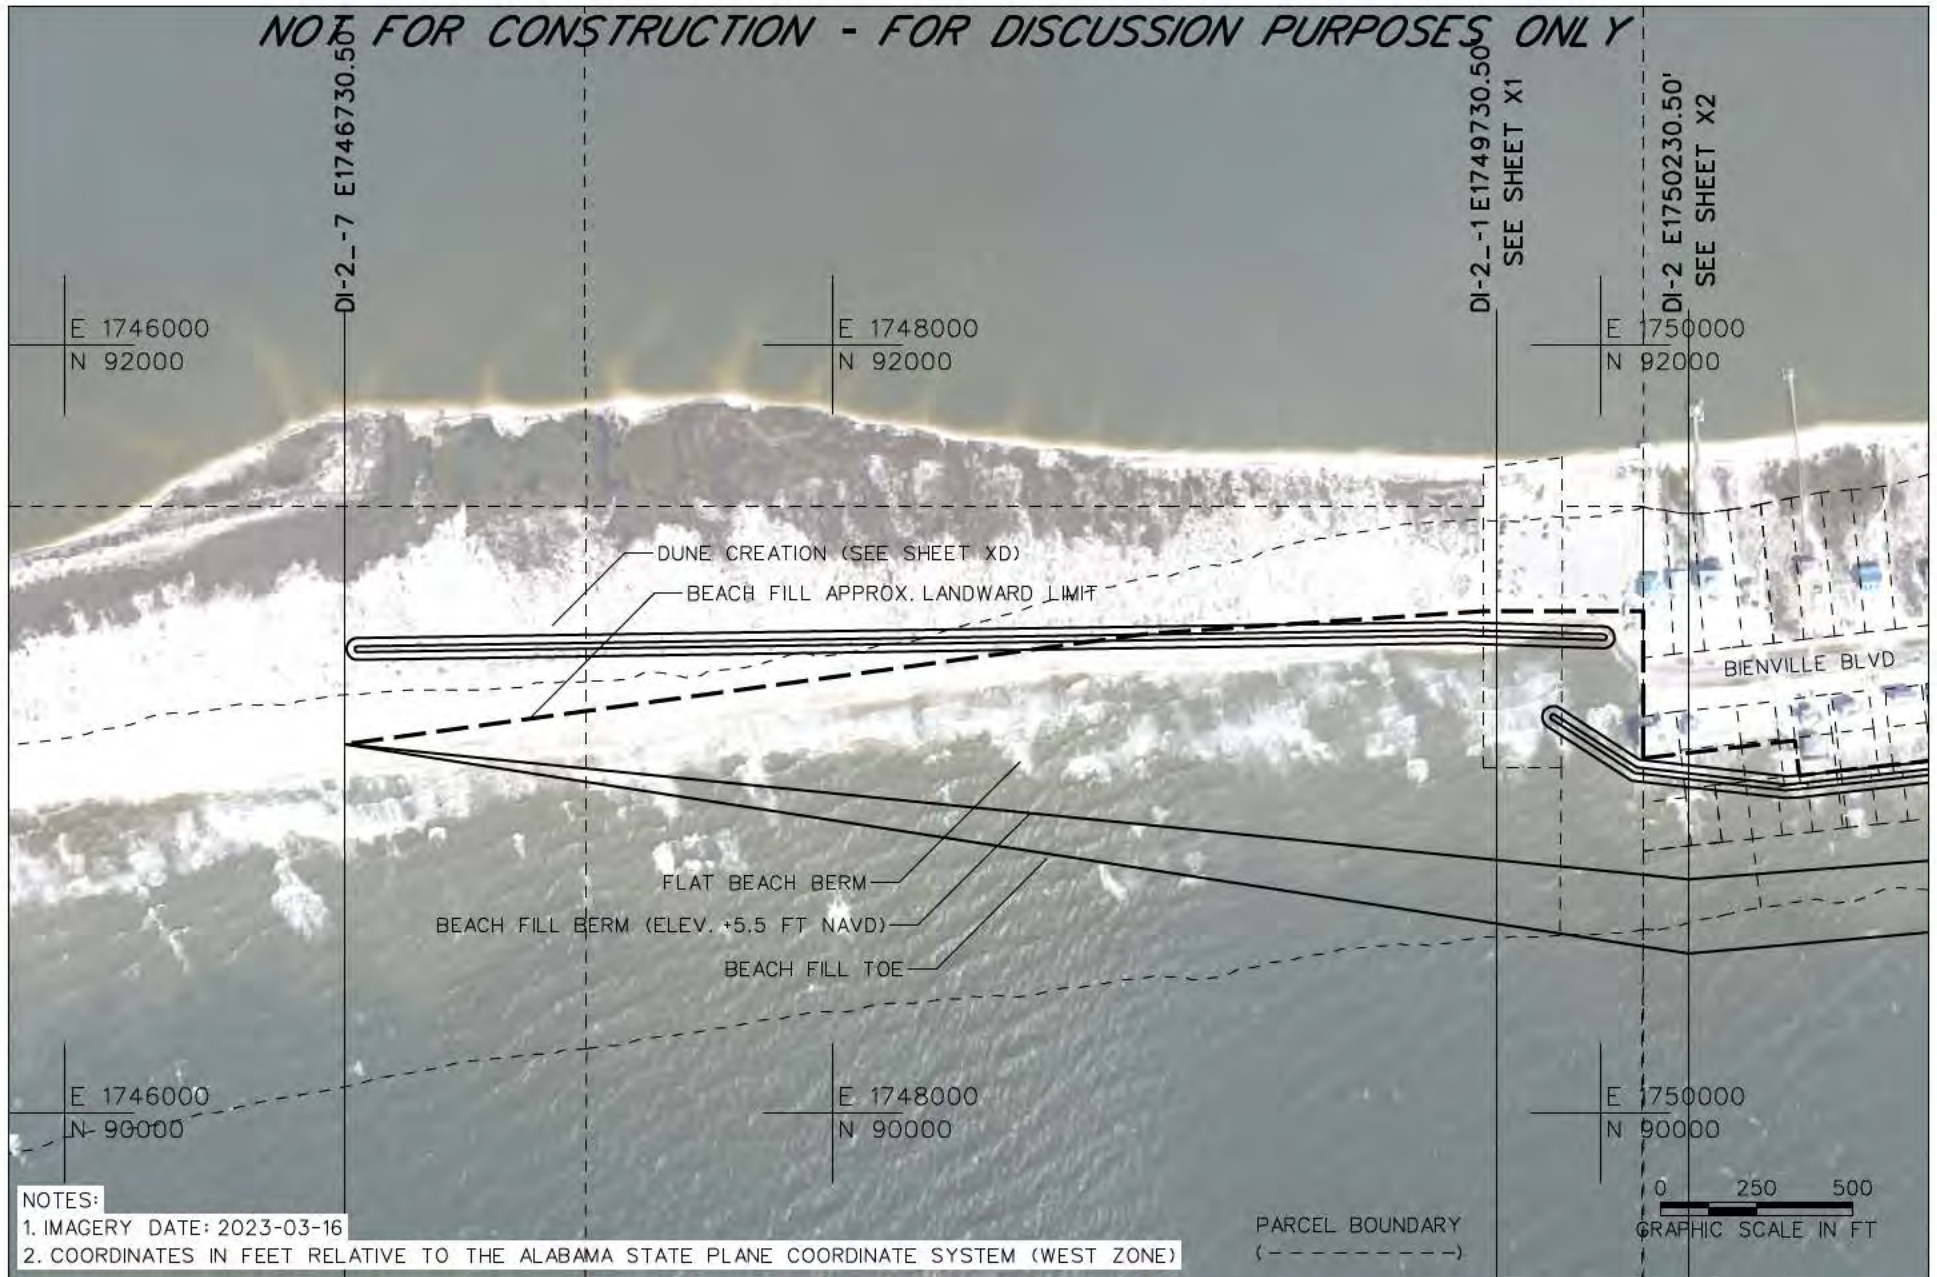 NOT FOR CONSTRUCTION - FOR DISCUSSION PURPOSES ONLY
DI-2_-7 E1746730.50'
DI-2_-1 E1749730.50'
SEE SHEET X1
DI-2 E1750230.50'
SEE SHEET X2
E 1746000
N 92000
E 1748000
N 92000
E 1750000
N 92000
DUNE CREATION (SEE SHEET XD)
BEACH FILL APPROX. LANDWARD LIMIT
BIENVILLE BLVD
FLAT BEACH BERM
BEACH FILL BERM (ELEV. +5.5 FT NAVD)
BEACH FILL TOE
E 1746000
N 90000
E 1748000
N 90000
E 1750000
N 90000
NOTES:
1. IMAGERY DATE: 2023-03-16
2. COORDINATES IN FEET RELATIVE TO THE ALABAMA STATE PLANE COORDINATE SYSTEM (WEST ZONE)
PARCEL BOUNDARY
(----------)
0 250 500
GRAPHIC SCALE IN FT